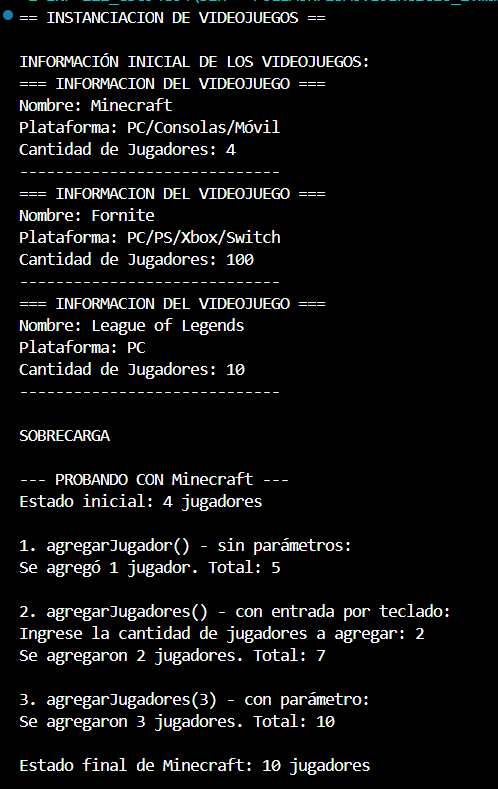 == INSTANCIACION DE VIDEOJUEGOS ==
INFORMACIÓN INICIAL DE LOS VIDEOJUEGOS:
=== INFORMACION DEL VIDEOJUEGO ===
Nombre: Minecraft
Plataforma: PC/Consolas/Móvil
Cantidad de Jugadores: 4
-----------------------------
=== INFORMACION DEL VIDEOJUEGO ===
Nombre: Fornite
Plataforma: PC/PS/Xbox/Switch
Cantidad de Jugadores: 100
-----------------------------
=== INFORMACION DEL VIDEOJUEGO ===
Nombre: League of Legends
Plataforma: PC
Cantidad de Jugadores: 10
-----------------------------
SOBRECARGA
--- PROBANDO CON Minecraft ---
Estado inicial: 4 jugadores
1. agregarJugador() - sin parámetros:
Se agregó 1 jugador. Total: 5
2. agregarJugadores() - con entrada por teclado:
Ingrese la cantidad de jugadores a agregar: 2
Se agregaron 2 jugadores. Total: 7
3. agregarJugadores(3) - con parámetro:
Se agregaron 3 jugadores. Total: 10
Estado final de Minecraft: 10 jugadores